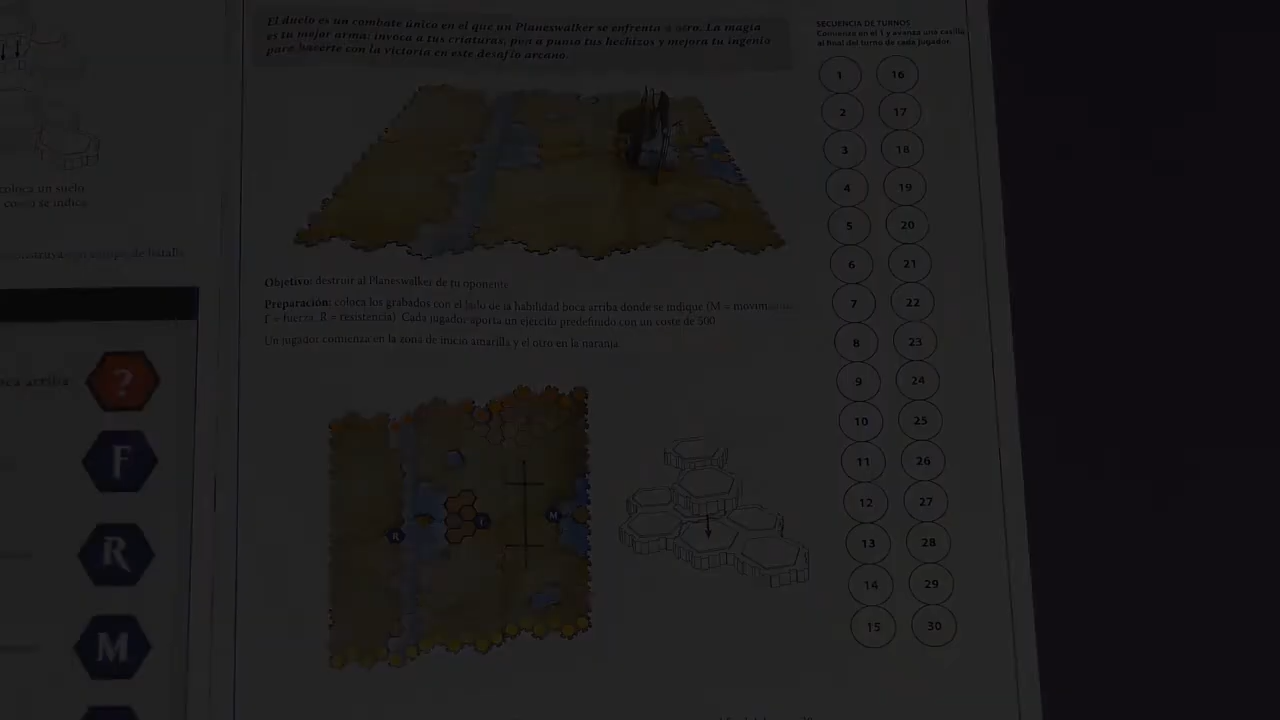 coloca un suelo
como se indica
El duelo es un combate único en el que un Planeswalker se enfrenta a otro. La magia
es tu mejor arma: invoca a tus criaturas, pon a punto tus hechizos y mejora tu ingenio
para hacerte con la victoria en este desafío arcano.
Objetivo: destruir al Planeswalker de tu oponente
Preparación: coloca los grabados con el lado de la habilidad boca arriba donde se indique (M = movimiento
F = fuerza, R = resistencia). Cada jugador aporta un ejército predefinido con un coste de 500
Un jugador comienza en la zona de inicio amarilla y el otro en la naranja.
R
F
M
arriba
?
F
R
M
SECUENCIA DE TURNOS
Comienza en el 1 y avanza una casilla
al final del turno de cada jugador.
1 16
2 17
3 18
4 19
5 20
6 21
7 22
8 23
9 24
10 25
11 26
12 27
13 28
14 29
15 30